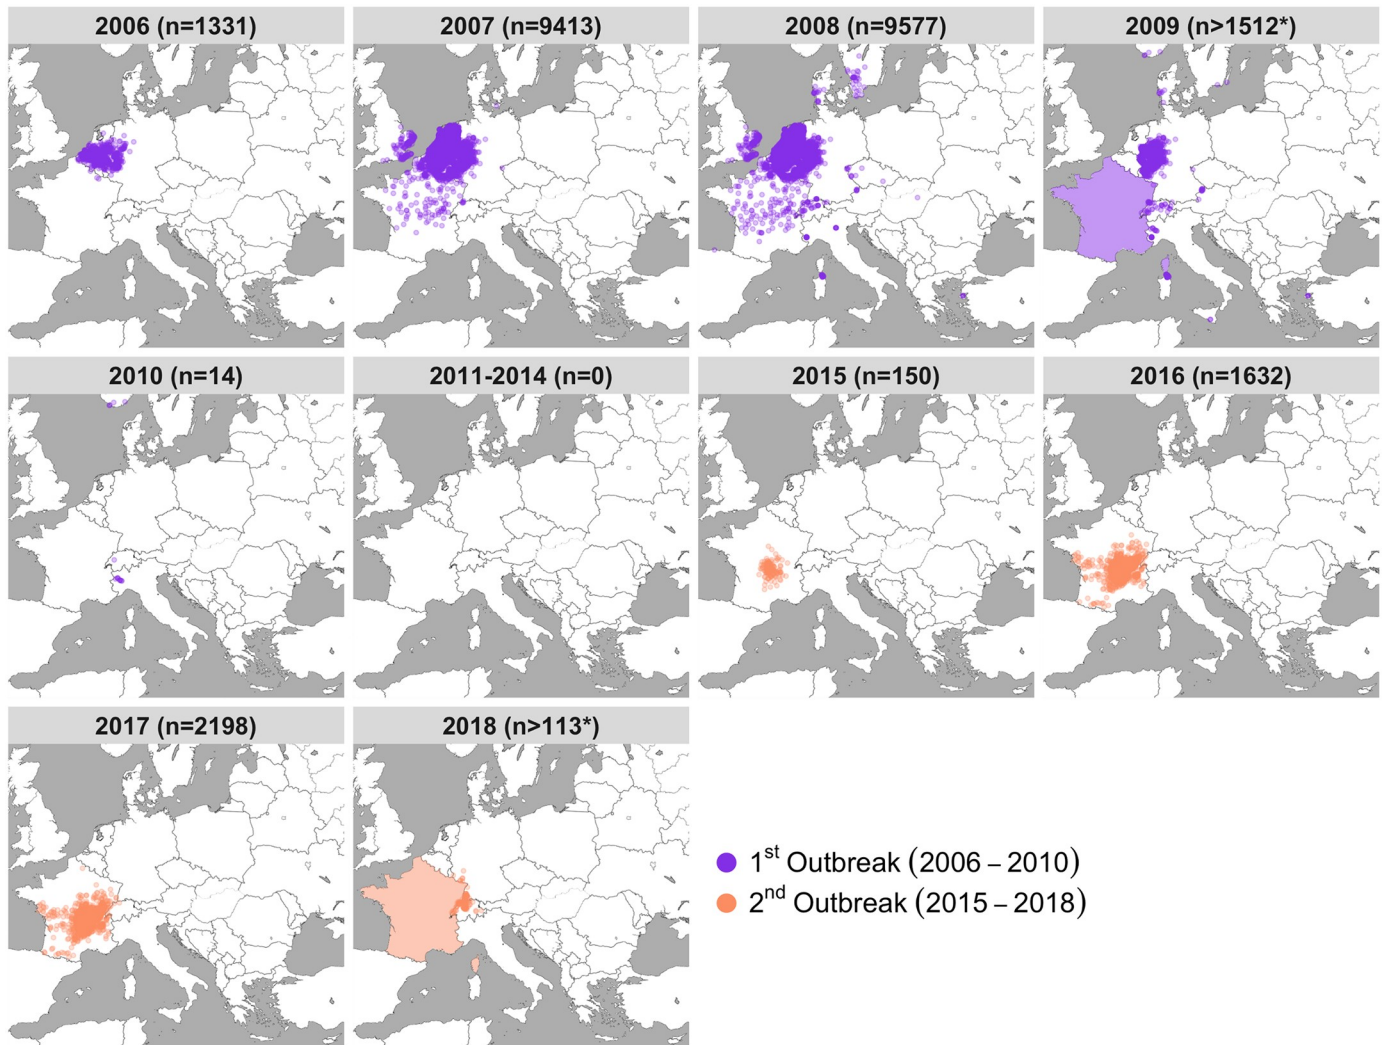 2006 (n=1331)
2007 (n=9413)
2008 (n=9577)
2009 (n>1512*)
2010 (n=14)
2011-2014 (n=0)
2015 (n=150)
2016 (n=1632)
2017 (n=2198)
2018 (n>113*)
1st Outbreak (2006 – 2010)
2nd Outbreak (2015 – 2018)